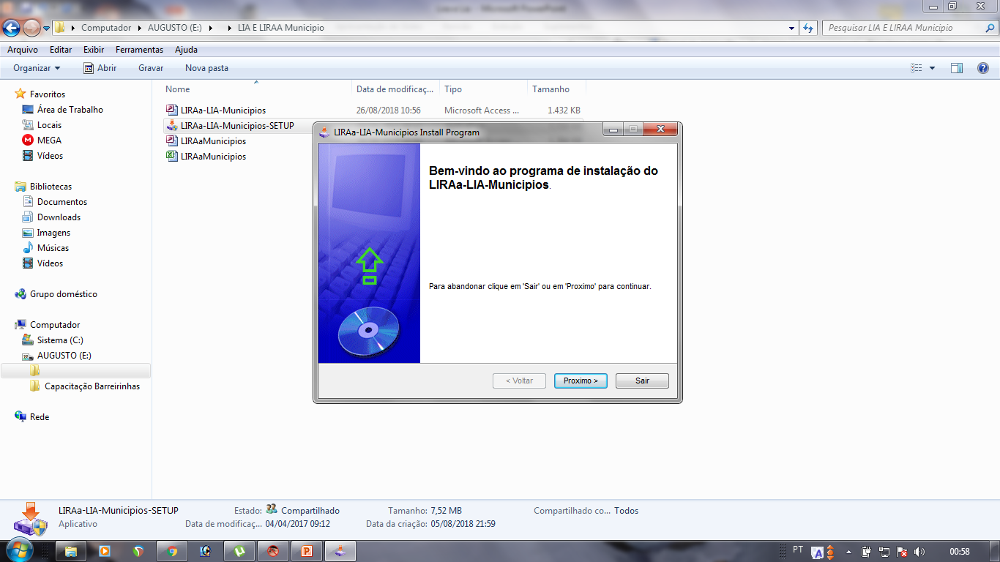 Computador AUGUSTO (E:) LIA E LIRAA Municipio
Pesquisar LIA E LIRAA Municipio
Arquivo Editar Exibir Ferramentas Ajuda
Organizar Abrir Gravar Nova pasta
Nome Data de modificaç... Tipo Tamanho
LIRAa-LIA-Municipios 26/08/2018 10:56 Microsoft Access ... 1.432 KB
LIRAa-LIA-Municipios-SETUP
LIRAaMunicipios
LIRAaMunicipios
Favoritos
Área de Trabalho
Locais
MEGA
Vídeos
Bibliotecas
Documentos
Downloads
Imagens
Músicas
Vídeos
Grupo doméstico
Computador
Sistema (C:)
AUGUSTO (E:)
Capacitação Barreirinhas
Rede
LIRAa-LIA-Municipios Install Program
Bem-vindo ao programa de instalação do
LIRAa-LIA-Municipios.
Para abandonar clique em 'Sair' ou em 'Proximo' para continuar.
< Voltar Proximo > Sair
LIRAa-LIA-Municipios-SETUP Estado: Compartilhado Tamanho: 7,52 MB Compartilhado co... Todos
Aplicativo Data de modificaç... 04/04/2017 09:12 Data da criação: 05/08/2018 21:59
PT A 00:58